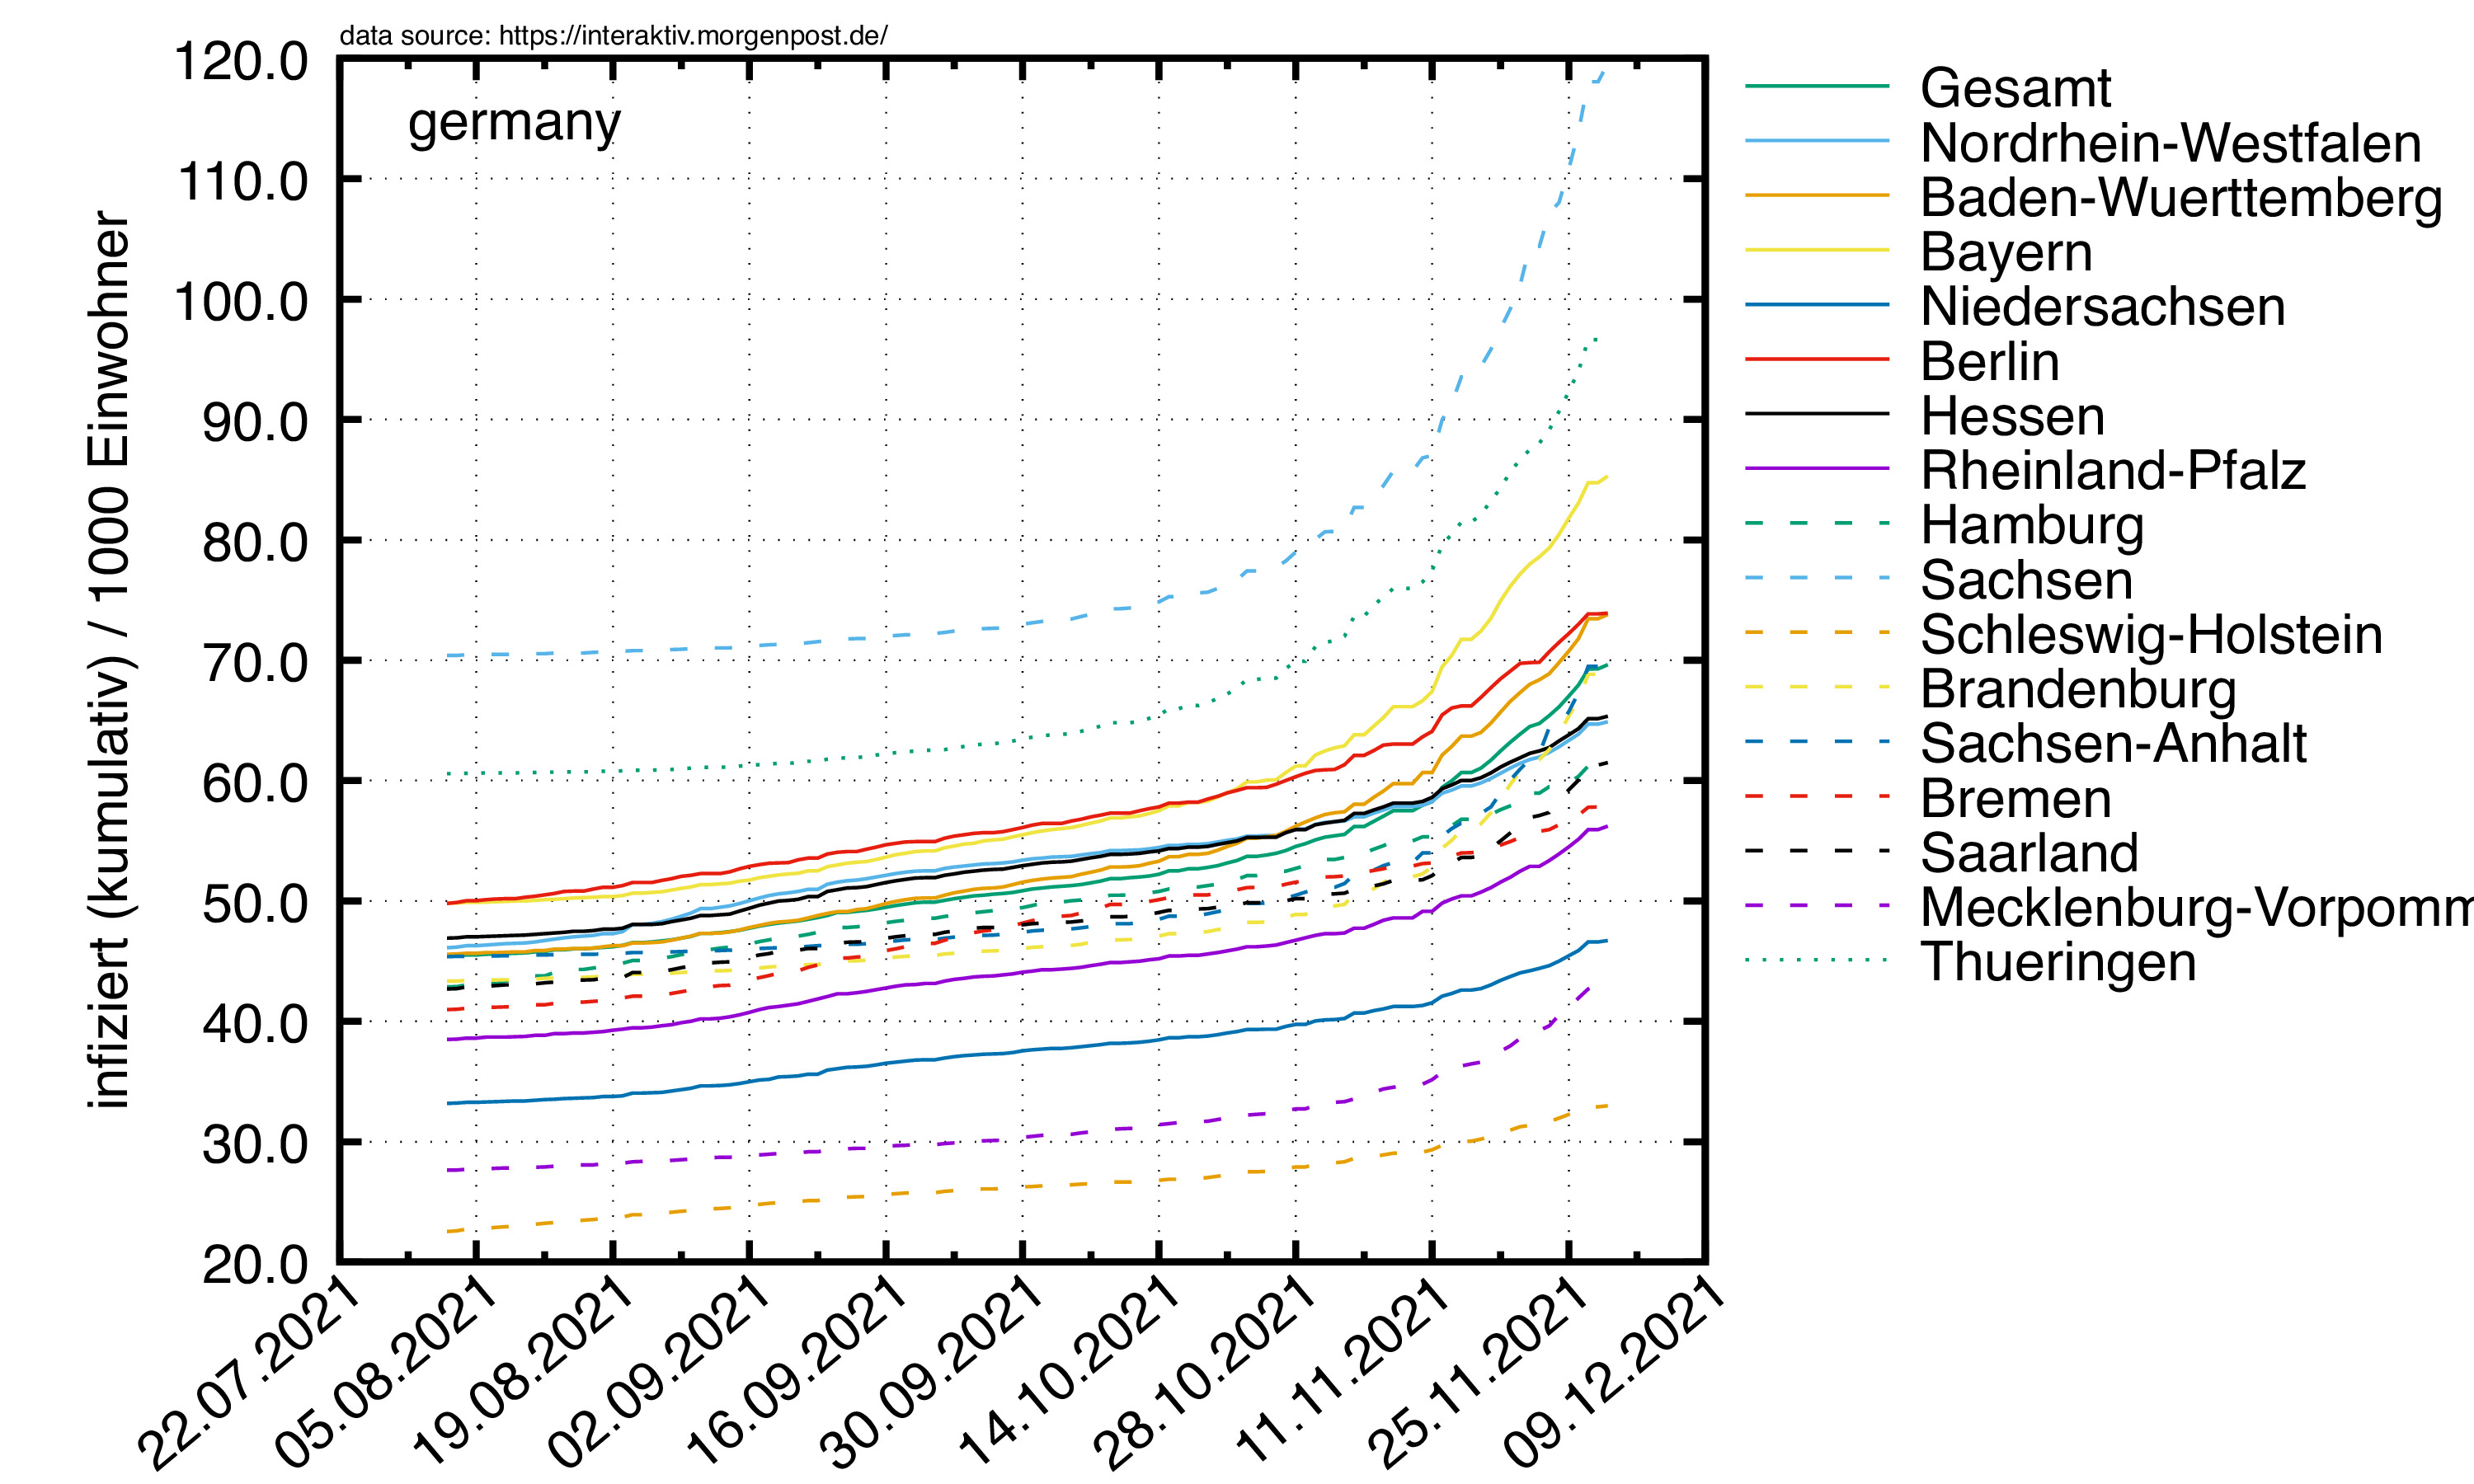 data source: https://interaktiv.morgenpost.de/
germany
infiziert (kumulativ) / 1000 Einwohner
120.0
110.0
100.0
90.0
80.0
70.0
60.0
50.0
40.0
30.0
20.0
22.07.2021
05.08.2021
19.08.2021
02.09.2021
16.09.2021
30.09.2021
14.10.2021
28.10.2021
11.11.2021
25.11.2021
09.12.2021
Gesamt
Nordrhein-Westfalen
Baden-Wuerttemberg
Bayern
Niedersachsen
Berlin
Hessen
Rheinland-Pfalz
Hamburg
Sachsen
Schleswig-Holstein
Brandenburg
Sachsen-Anhalt
Bremen
Saarland
Mecklenburg-Vorpomm
Thueringen